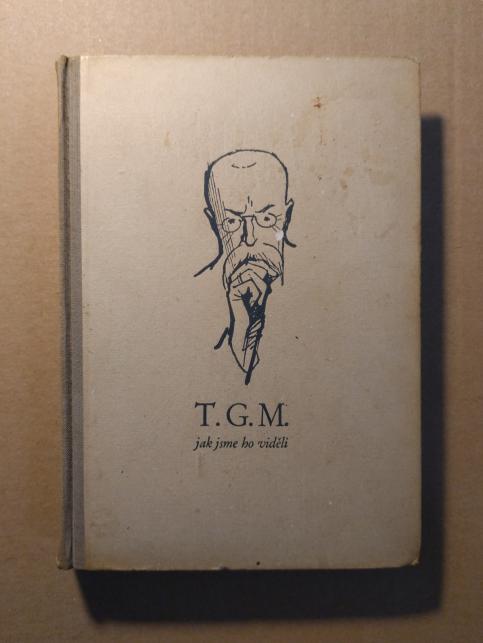 T. G. M.
jak jsme ho viděli